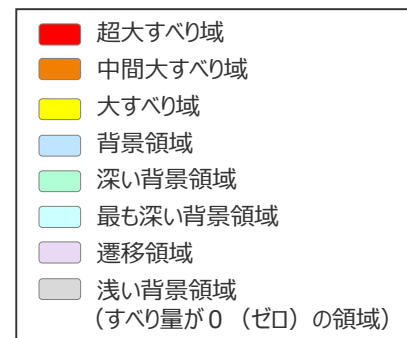 超大すべり域
中間大すべり域
大すべり域
背景領域
深い背景領域
最も深い背景領域
遷移領域
浅い背景領域
（すべり量が０（ゼロ）の領域）